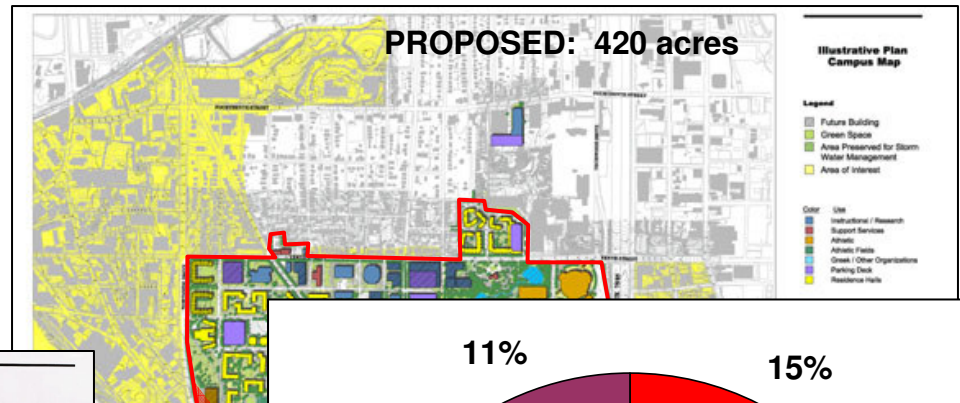 PROPOSED: 420 acres
Illustrative Plan
Campus Map
Legend
Future Building
Green Space
Area Preserved for Storm
Water Management
Area of Interest
Color Use
Instructional / Research
Support Services
Athletic
Athletic Fields
Greek / Other Organizations
Parking Deck
Residence Halls
11%
15%